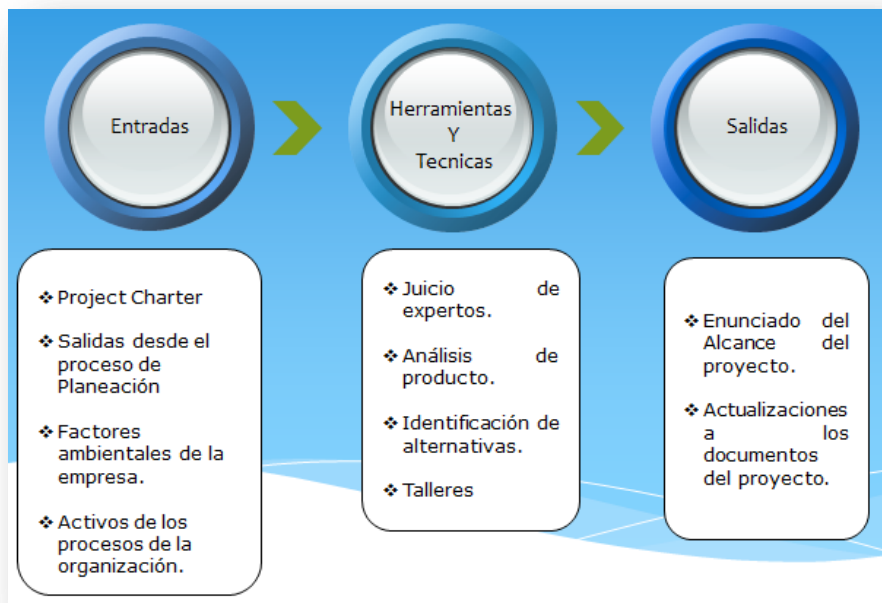 Entradas
Herramientas
Y
Tecnicas
Salidas
❖ Project Charter
❖ Salidas desde el
proceso de
Planeación
❖ Factores
ambientales de la
empresa.
❖ Activos de los
procesos de la
organización.
❖ Juicio de
expertos.
❖ Análisis de
producto.
❖ Identificación de
alternativas.
❖ Talleres
❖ Enunciado del
Alcance del
proyecto.
❖ Actualizaciones
a los
documentos
del proyecto.